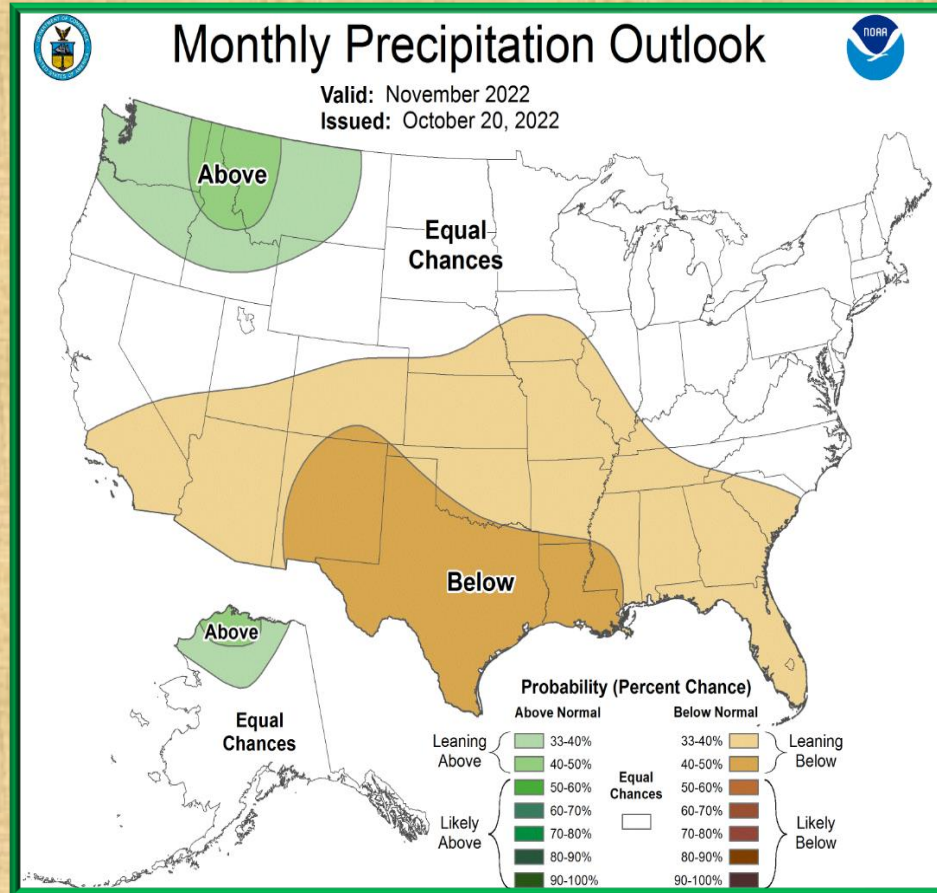 Monthly Precipitation Outlook
NOAA
Valid: November 2022
Issued: October 20, 2022
Above
Equal
Chances
Below
Above
Equal
Chances
Probability (Percent Chance)
Above Normal
Below Normal
Leaning
Above
33-40%
40-50%
Likely
Above
50-60%
60-70%
70-80%
80-90%
90-100%
Equal
Chances
33-40%
40-50%
Leaning
Below
50-60%
60-70%
70-80%
80-90%
90-100%
Likely
Below